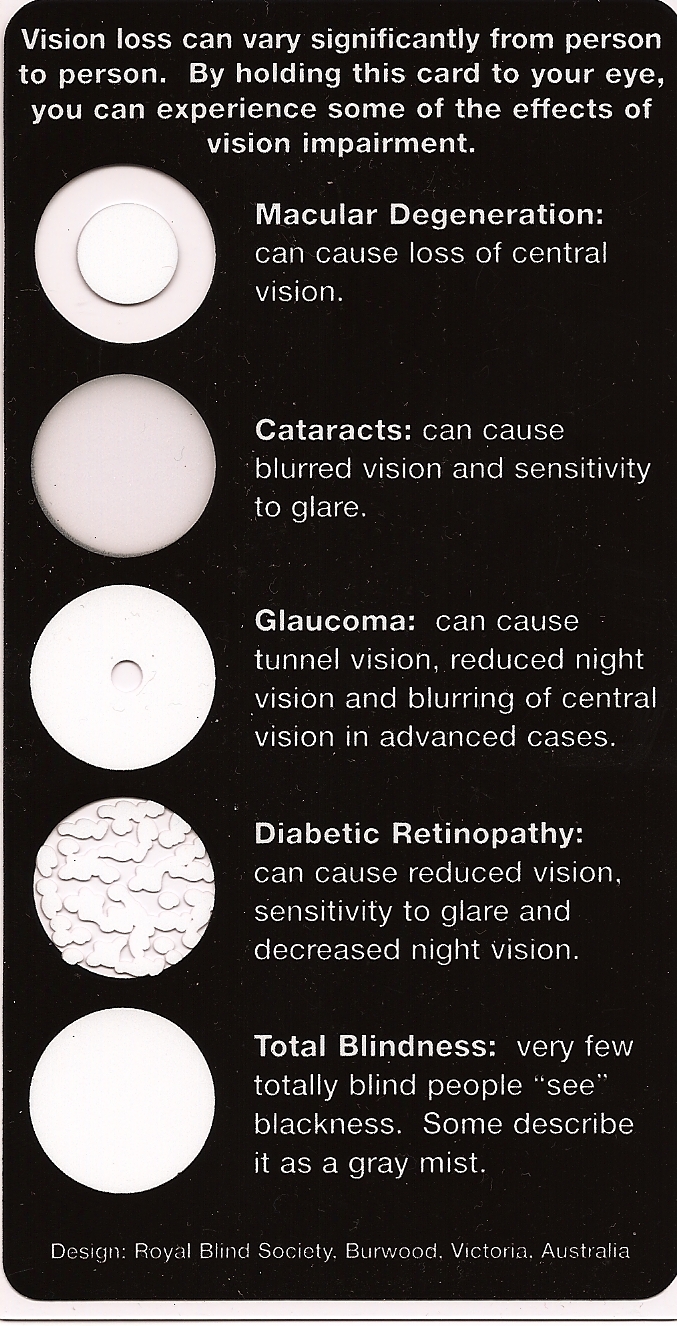 Vision loss can vary significantly from person
to person.  By holding this card to your eye,
you can experience some of the effects of
vision impairment.
Macular Degeneration:
can cause loss of central
vision.
Cataracts: can cause
blurred vision and sensitivity
to glare.
Glaucoma:  can cause
tunnel vision, reduced night
vision and blurring of central
vision in advanced cases.
Diabetic Retinopathy:
can cause reduced vision,
sensitivity to glare and
decreased night vision.
Total Blindness:  very few
totally blind people “see”
blackness.  Some describe
it as a gray mist.
Design: Royal Blind Society, Burwood, Victoria, Australia